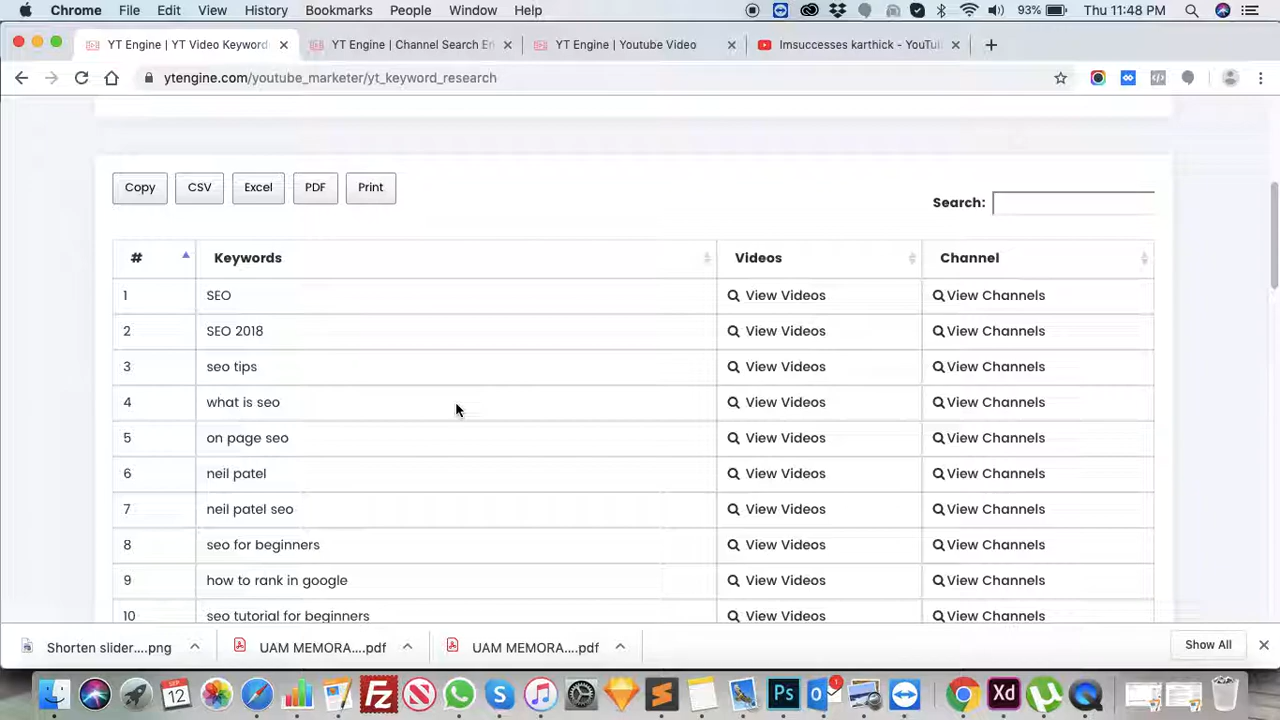 Chrome File Edit View History Bookmarks People Window Help 93% Thu 11:48 PM
YT Engine | YT Video Keyword YT Engine | Channel Search En YT Engine | Youtube Video Imsuccesses karthick - YouTu
ytengine.com/youtube_marketer/yt_keyword_research
Copy CSV Excel PDF Print
Search:
# Keywords Videos Channel
1 SEO View Videos View Channels
2 SEO 2018 View Videos View Channels
3 seo tips View Videos View Channels
4 what is seo View Videos View Channels
5 on page seo View Videos View Channels
6 neil patel View Videos View Channels
7 neil patel seo View Videos View Channels
8 seo for beginners View Videos View Channels
9 how to rank in google View Videos View Channels
10 seo tutorial for beginners View Videos View Channels
Shorten slider....png UAM MEMORA....pdf UAM MEMORA....pdf Show All
SEP 12 Fz Ps 1 Xd